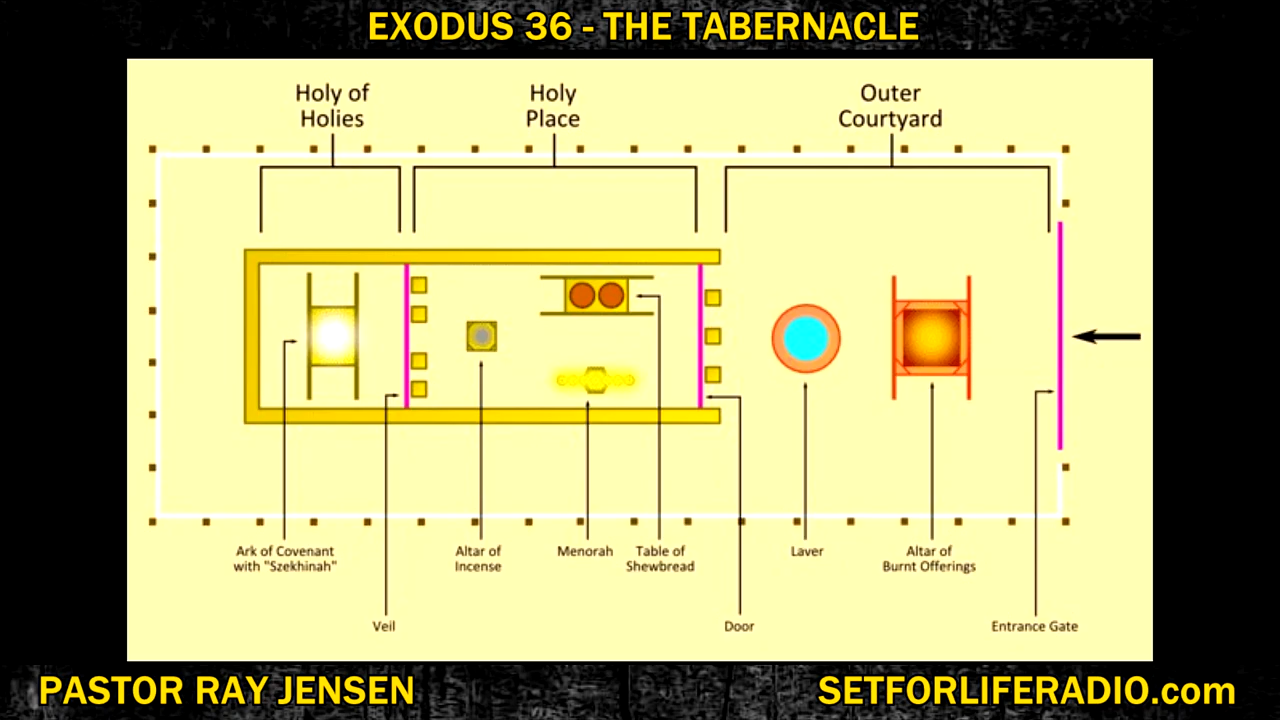 EXODUS 36 - THE TABERNACLE
Holy of
Holies
Holy
Place
Outer
Courtyard
Ark of Covenant
with "Szekhinah"
Altar of
Incense
Menorah
Table of
Shewbread
Laver
Altar of
Burnt Offerings
Veil
Door
Entrance Gate
PASTOR RAY JENSEN
SETFORLIFERADIO.com